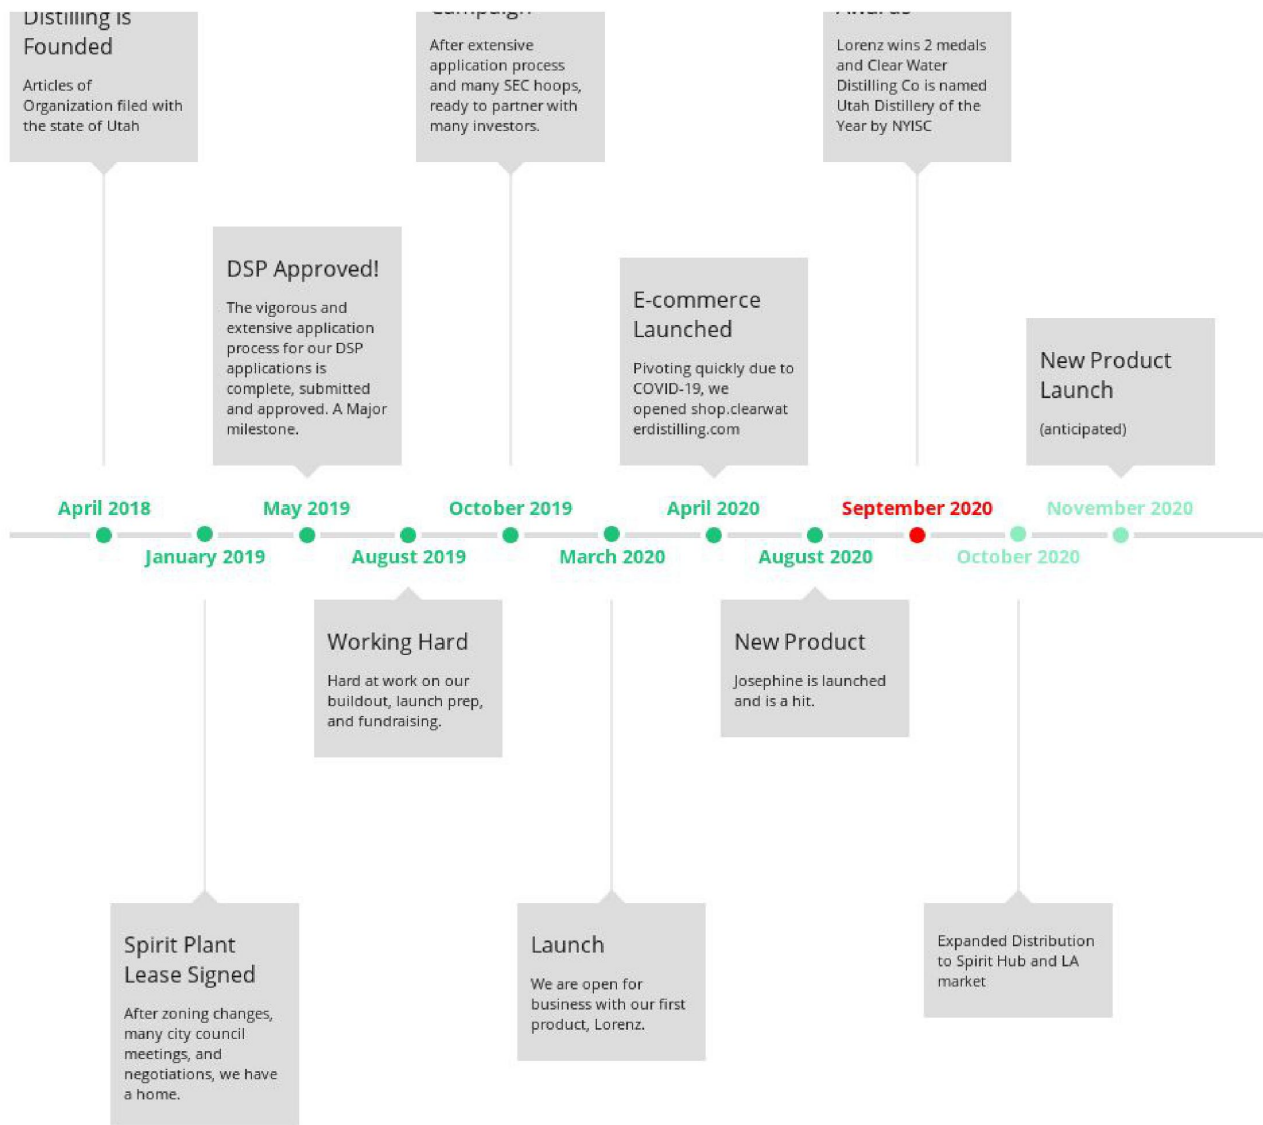 Distilling is
Founded
Articles of
Organization filed with
the state of Utah
Campaign
After extensive
application process
and many SEC hoops,
ready to partner with
many investors.
Awards
Lorenz wins 2 medals
and Clear Water
Distilling Co is named
Utah Distillery of the
Year by NYISC
DSP Approved!
The vigorous and
extensive application
process for our DSP
applications is
complete, submitted
and approved. A Major
milestone.
E-commerce
Launched
Pivoting quickly due to
COVID-19, we
opened shop.clearwat
erdistilling.com
New Product
Launch
(anticipated)
April 2018
May 2019
October 2019
April 2020
September 2020
November 2020
January 2019
August 2019
March 2020
August 2020
October 2020
Working Hard
Hard at work on our
buildout, launch prep,
and fundraising.
New Product
Josephine is launched
and is a hit.
Spirit Plant
Lease Signed
After zoning changes,
many city council
meetings, and
negotiations, we have
a home.
Launch
We are open for
business with our first
product, Lorenz.
Expanded Distribution
to Spirit Hub and LA
market